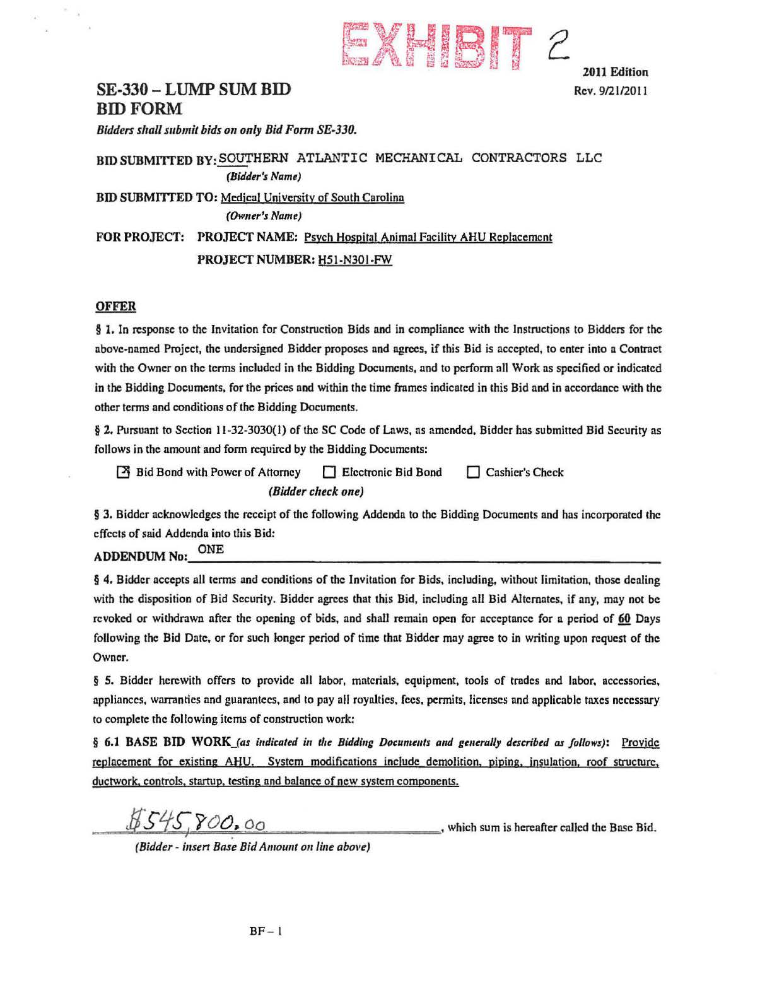 EXHIBIT 2
2011 Edition
SE-330 – LUMP SUM BID
Rev. 9/21/2011
BID FORM
Bidders shall submit bids on only Bid Form SE-330.
BID SUBMITTED BY: SOUTHERN ATLANTIC MECHANICAL CONTRACTORS LLC
(Bidder's Name)
BID SUBMITTED TO: Medical University of South Carolina
(Owner's Name)
FOR PROJECT: PROJECT NAME: Psych Hospital Animal Facility AHU Replacement
PROJECT NUMBER: H51-N301-FW
OFFER
§ 1. In response to the Invitation for Construction Bids and in compliance with the Instructions to Bidders for the
above-named Project, the undersigned Bidder proposes and agrees, if this Bid is accepted, to enter into a Contract
with the Owner on the terms included in the Bidding Documents, and to perform all Work as specified or indicated
in the Bidding Documents, for the prices and within the time frames indicated in this Bid and in accordance with the
other terms and conditions of the Bidding Documents.
§ 2. Pursuant to Section 11-32-3030(1) of the SC Code of Laws, as amended, Bidder has submitted Bid Security as
follows in the amount and form required by the Bidding Documents:
☒ Bid Bond with Power of Attorney ☐ Electronic Bid Bond ☐ Cashier's Check
(Bidder check one)
§ 3. Bidder acknowledges the receipt of the following Addenda to the Bidding Documents and has incorporated the
effects of said Addenda into this Bid:
ADDENDUM No: ONE
§ 4. Bidder accepts all terms and conditions of the Invitation for Bids, including, without limitation, those dealing
with the disposition of Bid Security. Bidder agrees that this Bid, including all Bid Alternates, if any, may not be
revoked or withdrawn after the opening of bids, and shall remain open for acceptance for a period of 60 Days
following the Bid Date, or for such longer period of time that Bidder may agree to in writing upon request of the
Owner.
§ 5. Bidder herewith offers to provide all labor, materials, equipment, tools of trades and labor, accessories,
appliances, warranties and guarantees, and to pay all royalties, fees, permits, licenses and applicable taxes necessary
to complete the following items of construction work:
§ 6.1 BASE BID WORK (as indicated in the Bidding Documents and generally described as follows): Provide
replacement for existing AHU. System modifications include demolition, piping, insulation, roof structure,
ductwork, controls, startup, testing and balance of new system components.
$545,800.00, which sum is hereafter called the Base Bid.
(Bidder - insert Base Bid Amount on line above)
BF – 1